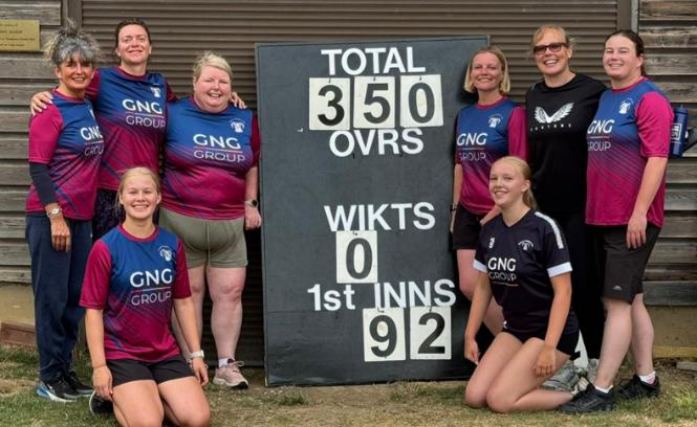 TOTAL
350
OVRS
WIKTS
0
1st INNS
92
GNG
GROUP
GNG
GROUP
GNG
GROUP
GNG
GROUP
GNG
GROUP
GNG
GROUP
GNG
GROUP